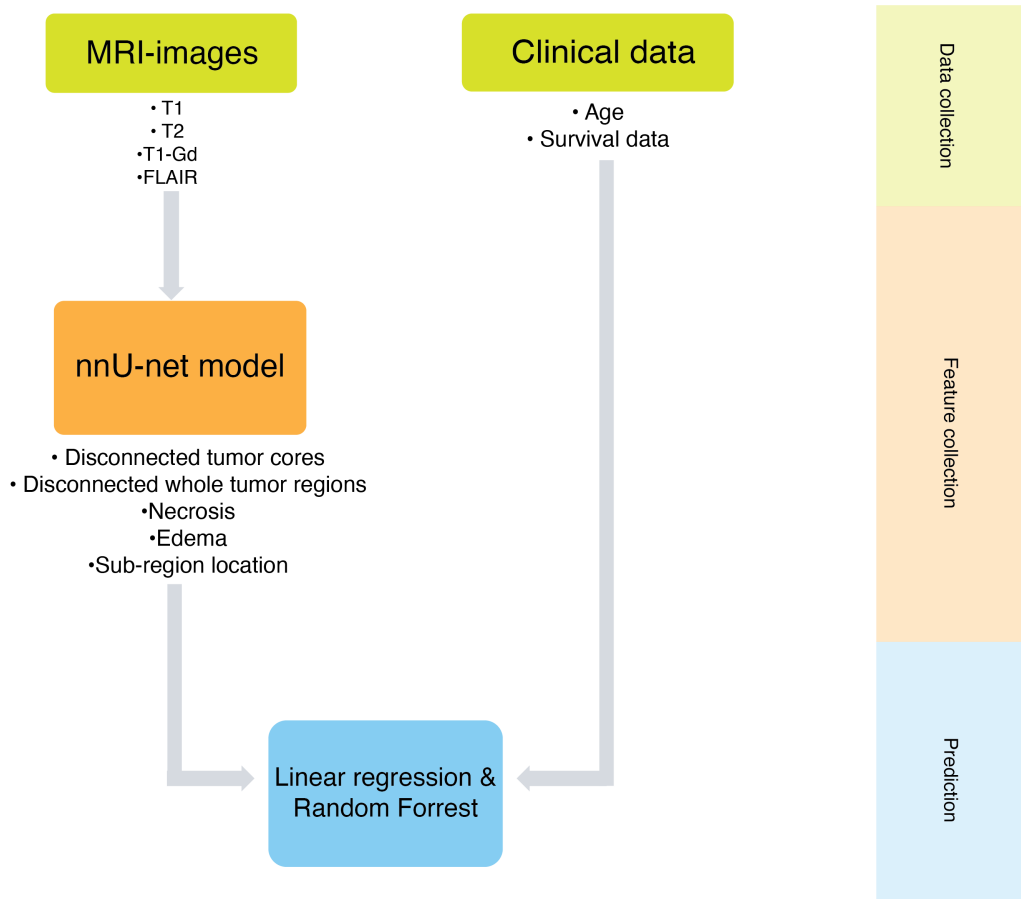 MRI-images
• T1
• T2
•T1-Gd
•FLAIR
Clinical data
• Age
• Survival data
nnU-net model
• Disconnected tumor cores
• Disconnected whole tumor regions
•Necrosis
•Edema
•Sub-region location
Linear regression &
Random Forrest
Data collection
Feature collection
Prediction